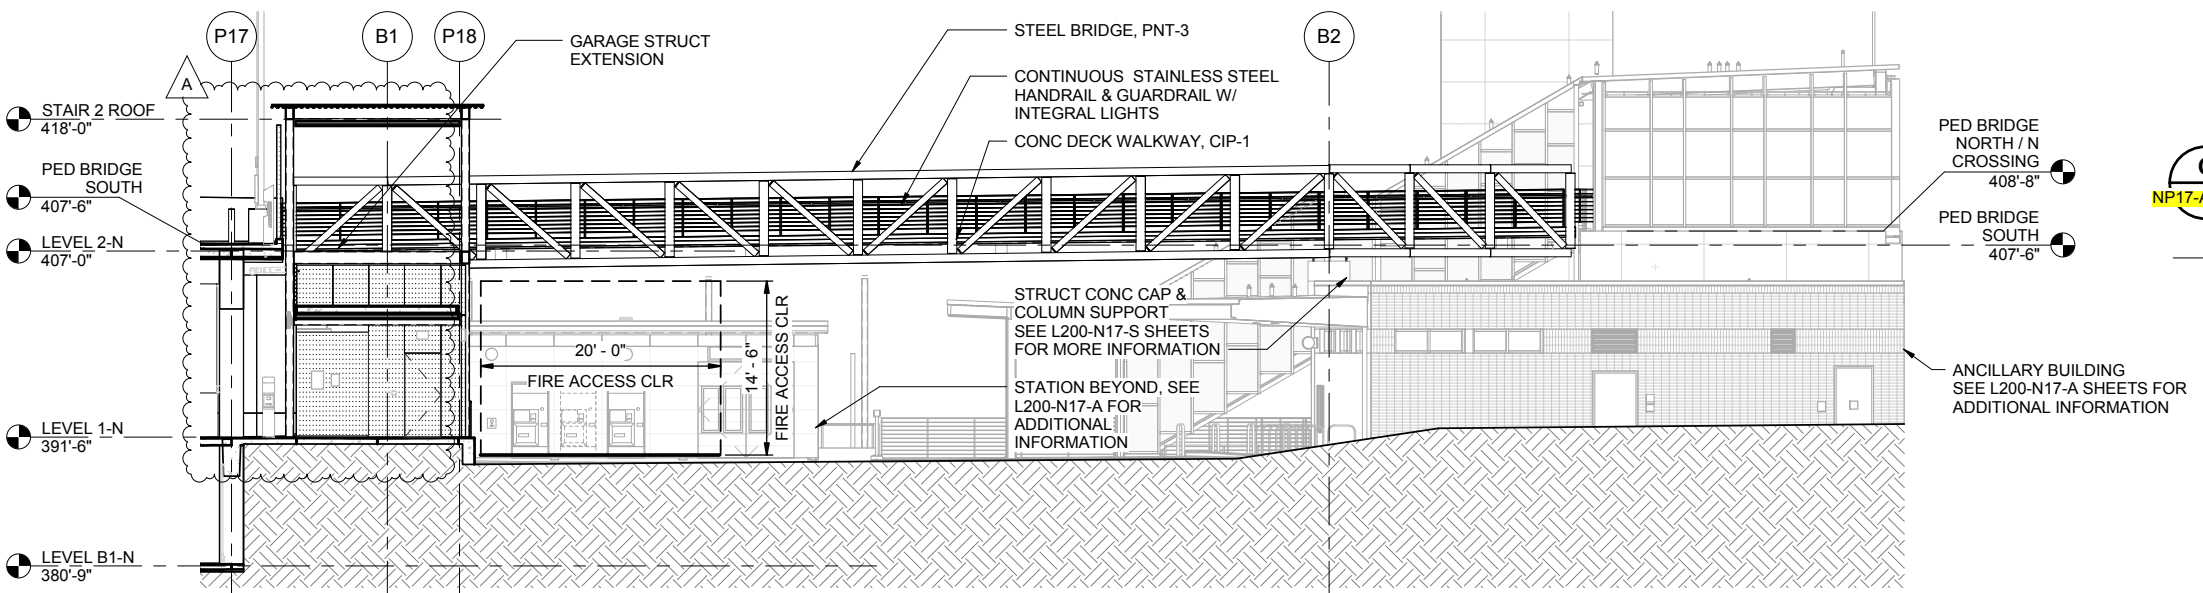 P17
B1
P18
B2
A
GARAGE STRUCT
EXTENSION
STEEL BRIDGE, PNT-3
CONTINUOUS STAINLESS STEEL
HANDRAIL & GUARDRAIL W/
INTEGRAL LIGHTS
CONC DECK WALKWAY, CIP-1
STAIR 2 ROOF
418'-0"
PED BRIDGE
SOUTH
407'-6"
LEVEL 2-N
407'-0"
LEVEL 1-N
391'-6"
LEVEL B1-N
380'-9"
20' - 0"
FIRE ACCESS CLR
14' - 6"
FIRE ACCESS CLR
STRUCT CONC CAP &
COLUMN SUPPORT
SEE L200-N17-S SHEETS
FOR MORE INFORMATION
STATION BEYOND, SEE
L200-N17-A FOR
ADDITIONAL
INFORMATION
PED BRIDGE
NORTH / N
CROSSING
408'-8"
PED BRIDGE
SOUTH
407'-6"
ANCILLARY BUILDING
SEE L200-N17-A SHEETS FOR
ADDITIONAL INFORMATION
NP17-A